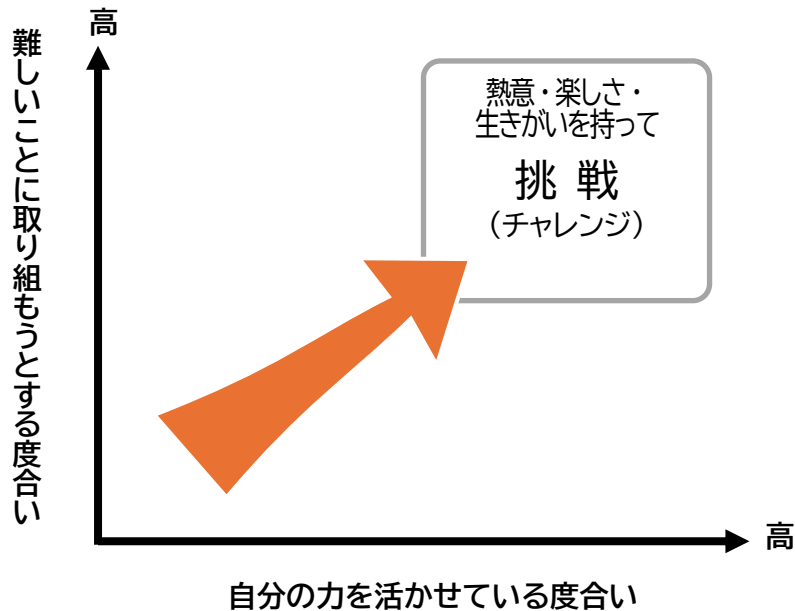 高
難しいことに取り組もうとする度合い
熱意・楽しさ・
生きがいを持って
挑 戦
（チャレンジ）
高
自分の力を活かせている度合い